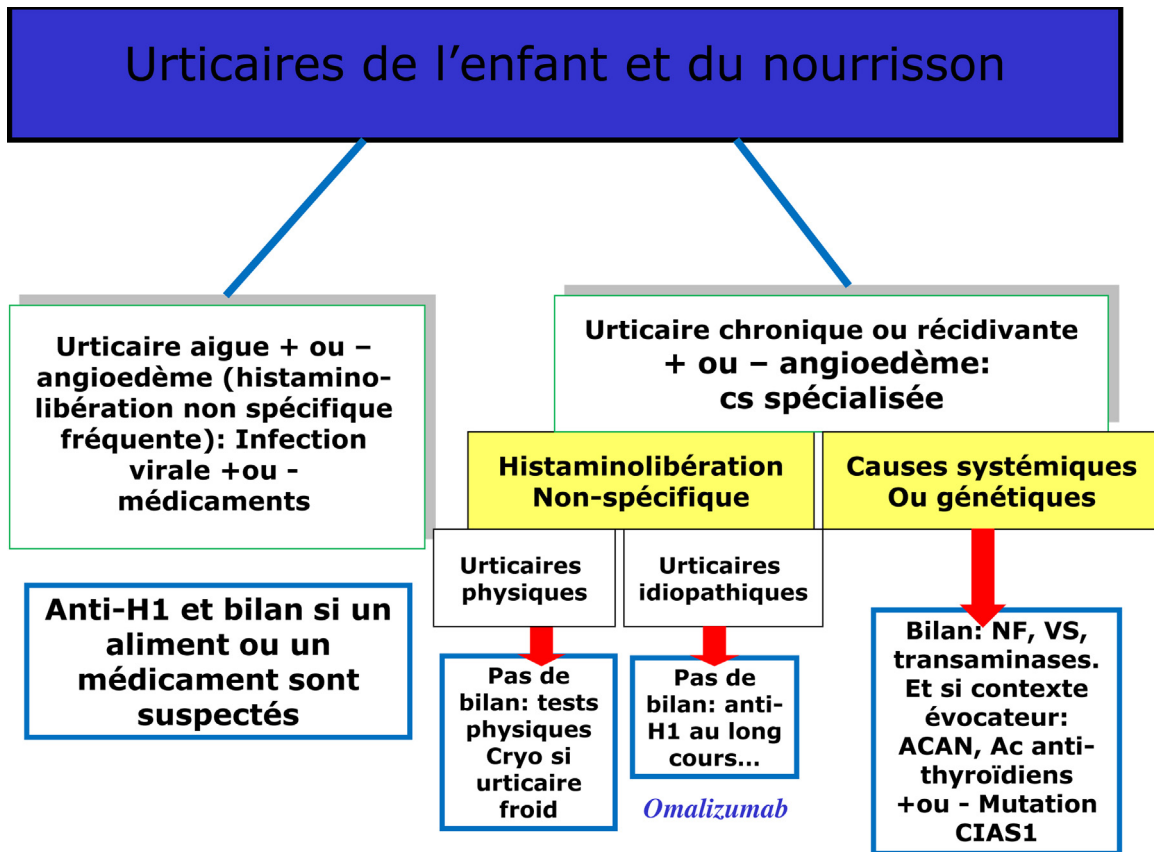 Urticaires de l’enfant et du nourrisson
Urticaire aigue + ou –
angioedème (histamino-
libération non spécifique
fréquente): Infection
virale +ou -
médicaments
Anti-H1 et bilan si un
aliment ou un
médicament sont
suspectés
Urticaire chronique ou récidivante
+ ou – angioedème:
cs spécialisée
Histaminolibération
Non-spécifique
Causes systémiques
Ou génétiques
Urticaires
physiques
Urticaires
idiopathiques
Pas de
bilan: tests
physiques
Cryo si
urticaire
froid
Pas de
bilan: anti-
H1 au long
cours…
Omalizumab
Bilan: NF, VS,
transaminases.
Et si contexte
évocateur:
ACAN, Ac anti-
thyroïdiens
+ou - Mutation
CIAS1